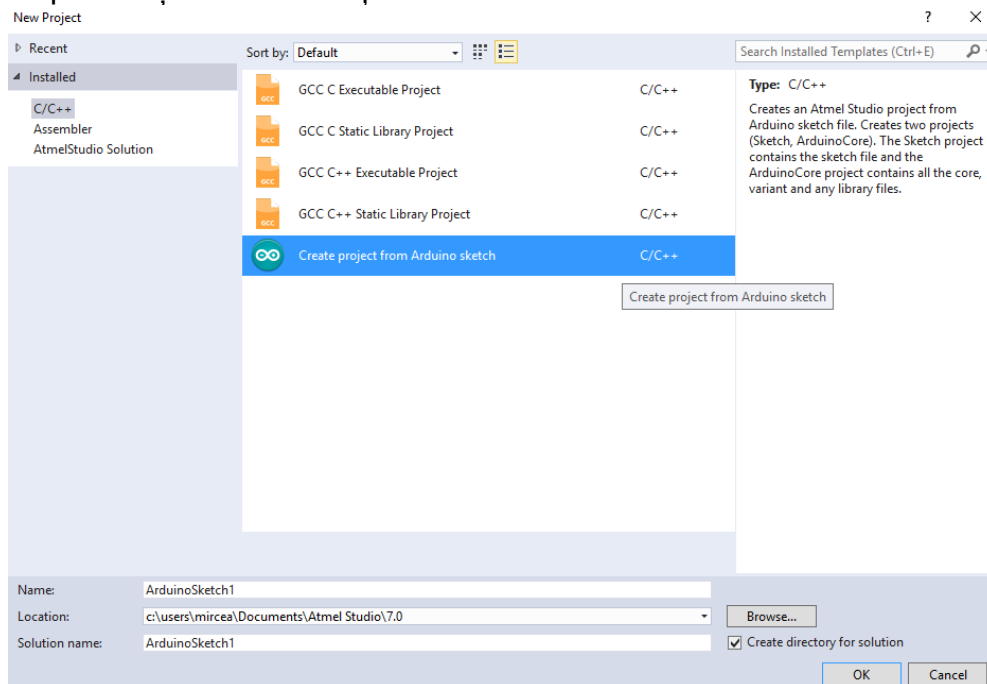 New Project
?
Recent
Sort by: Default
Search Installed Templates (Ctrl+E)
Installed
C/C++
Assembler
AtmelStudio Solution
GCC C Executable Project C/C++
GCC C Static Library Project C/C++
GCC C++ Executable Project C/C++
GCC C++ Static Library Project C/C++
Create project from Arduino sketch C/C++
Create project from Arduino sketch
Type: C/C++
Creates an Atmel Studio project from
Arduino sketch file. Creates two projects
(Sketch, ArduinoCore). The Sketch project
contains the sketch file and the
ArduinoCore project contains all the core,
variant and any library files.
Name: ArduinoSketch1
Location: c:\users\mircea\Documents\Atmel Studio\7.0
Browse...
Solution name: ArduinoSketch1
Create directory for solution
OK Cancel